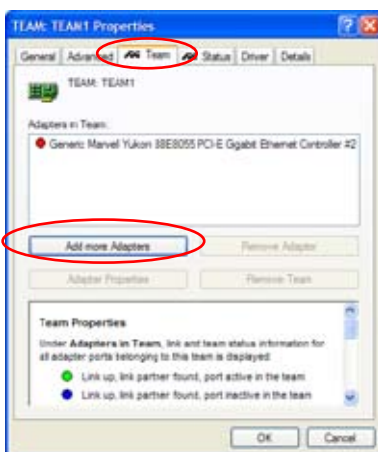 TEAM: TEAM1 Properties
General Advanced Team Status Driver Details
TEAM: TEAM1
Adapters in Team:
Generic Marvel Yukon 88E8055 PCI-E Gigabit Ethernet Controller #2
Add more Adapters Remove Adapter
Adapter Properties Remove Team
Team Properties
Under Adapters in Team, link and team status information for
all adapter ports belonging to this team is displayed
Link up, link partner found, port active in the team
Link up, link partner found, port inactive in the team
OK Cancel